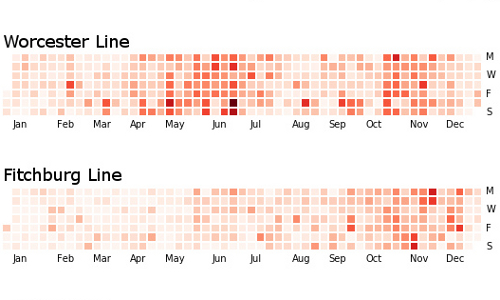 Worcester Line
M
W
F
S
Jan Feb Mar Apr May Jun Jul Aug Sep Oct Nov Dec
Fitchburg Line
M
W
F
S
Jan Feb Mar Apr May Jun Jul Aug Sep Oct Nov Dec